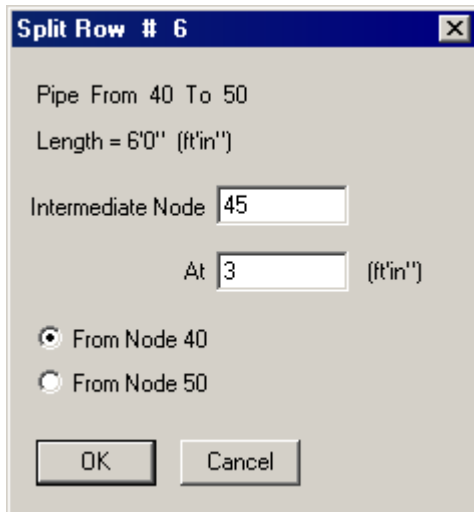 Split Row # 6
Pipe From 40 To 50
Length = 6'0" (ft'in")
Intermediate Node 45
At 3 (ft'in")
From Node 40
From Node 50
OK Cancel